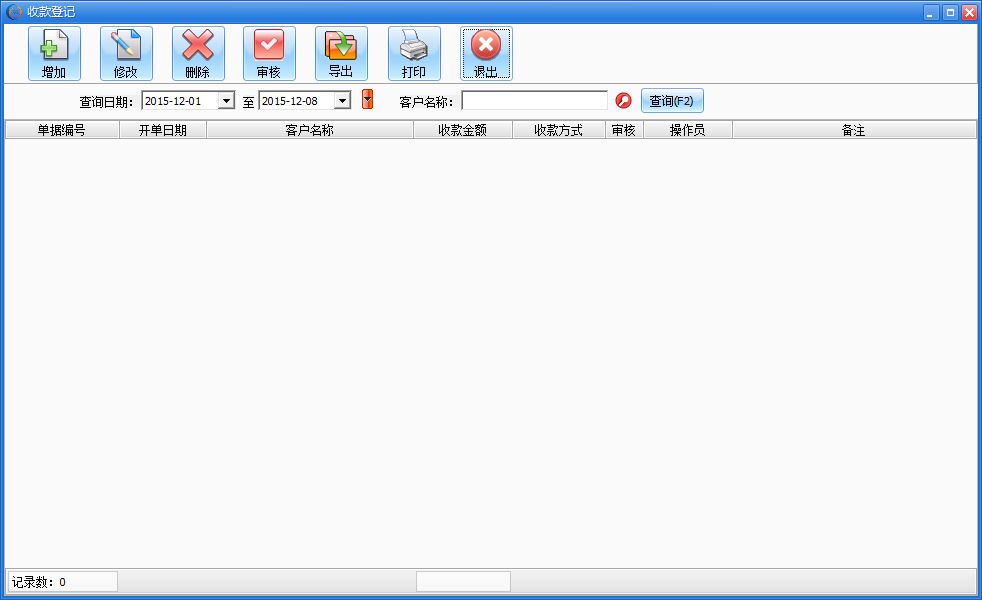 收款登记
增加 修改 删除 审核 导出 打印 退出
查询日期： 2015-12-01 至 2015-12-08 客户名称： 查询(F2)
单据编号 开单日期 客户名称 收款金额 收款方式 审核 操作员 备注
记录数：0